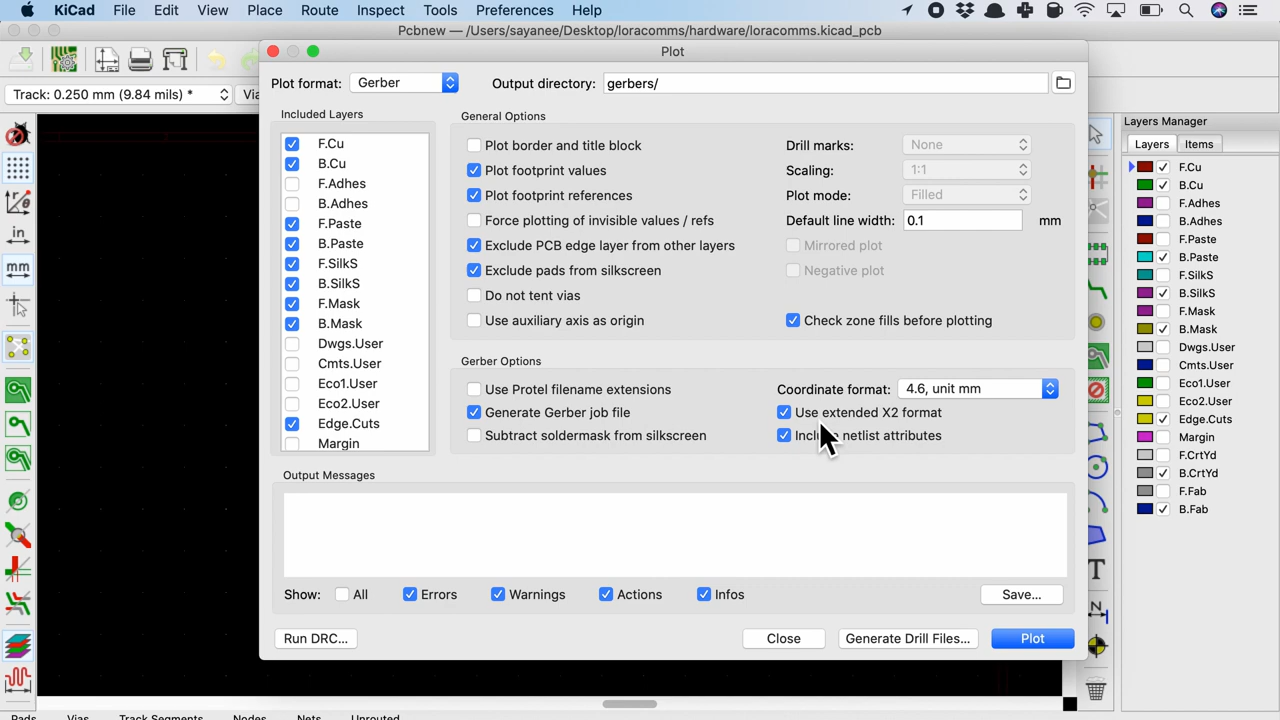 KiCad File Edit View Place Route Inspect Tools Preferences Help
Pcbnew — /Users/sayanee/Desktop/loracomms/hardware/loracomms.kicad_pcb
Plot
Track: 0.250 mm (9.84 mils) *
Plot format: Gerber
Output directory: gerbers/
Included Layers
F.Cu
B.Cu
F.Adhes
B.Adhes
F.Paste
B.Paste
F.SilkS
B.SilkS
F.Mask
B.Mask
Dwgs.User
Cmts.User
Eco1.User
Eco2.User
Edge.Cuts
Margin
General Options
Plot border and title block
Plot footprint values
Plot footprint references
Force plotting of invisible values / refs
Exclude PCB edge layer from other layers
Exclude pads from silkscreen
Do not tent vias
Use auxiliary axis as origin
Drill marks: None
Scaling: 1:1
Plot mode: Filled
Default line width: 0.1 mm
Mirrored plot
Negative plot
Check zone fills before plotting
Gerber Options
Use Protel filename extensions
Generate Gerber job file
Subtract soldermask from silkscreen
Coordinate format: 4.6, unit mm
Use extended X2 format
netlist attributes
Output Messages
Show: All Errors Warnings Actions Infos
Save...
Run DRC...
Close
Generate Drill Files...
Plot
Layers Manager
Layers Items
F.Cu
B.Cu
F.Adhes
B.Adhes
F.Paste
B.Paste
F.SilkS
B.SilkS
F.Mask
B.Mask
Dwgs.User
Cmts.User
Eco1.User
Eco2.User
Edge.Cuts
Margin
F.CrtYd
B.CrtYd
F.Fab
B.Fab
in
mm
Pads Vias Track Segments Nodes Nets Unrouted